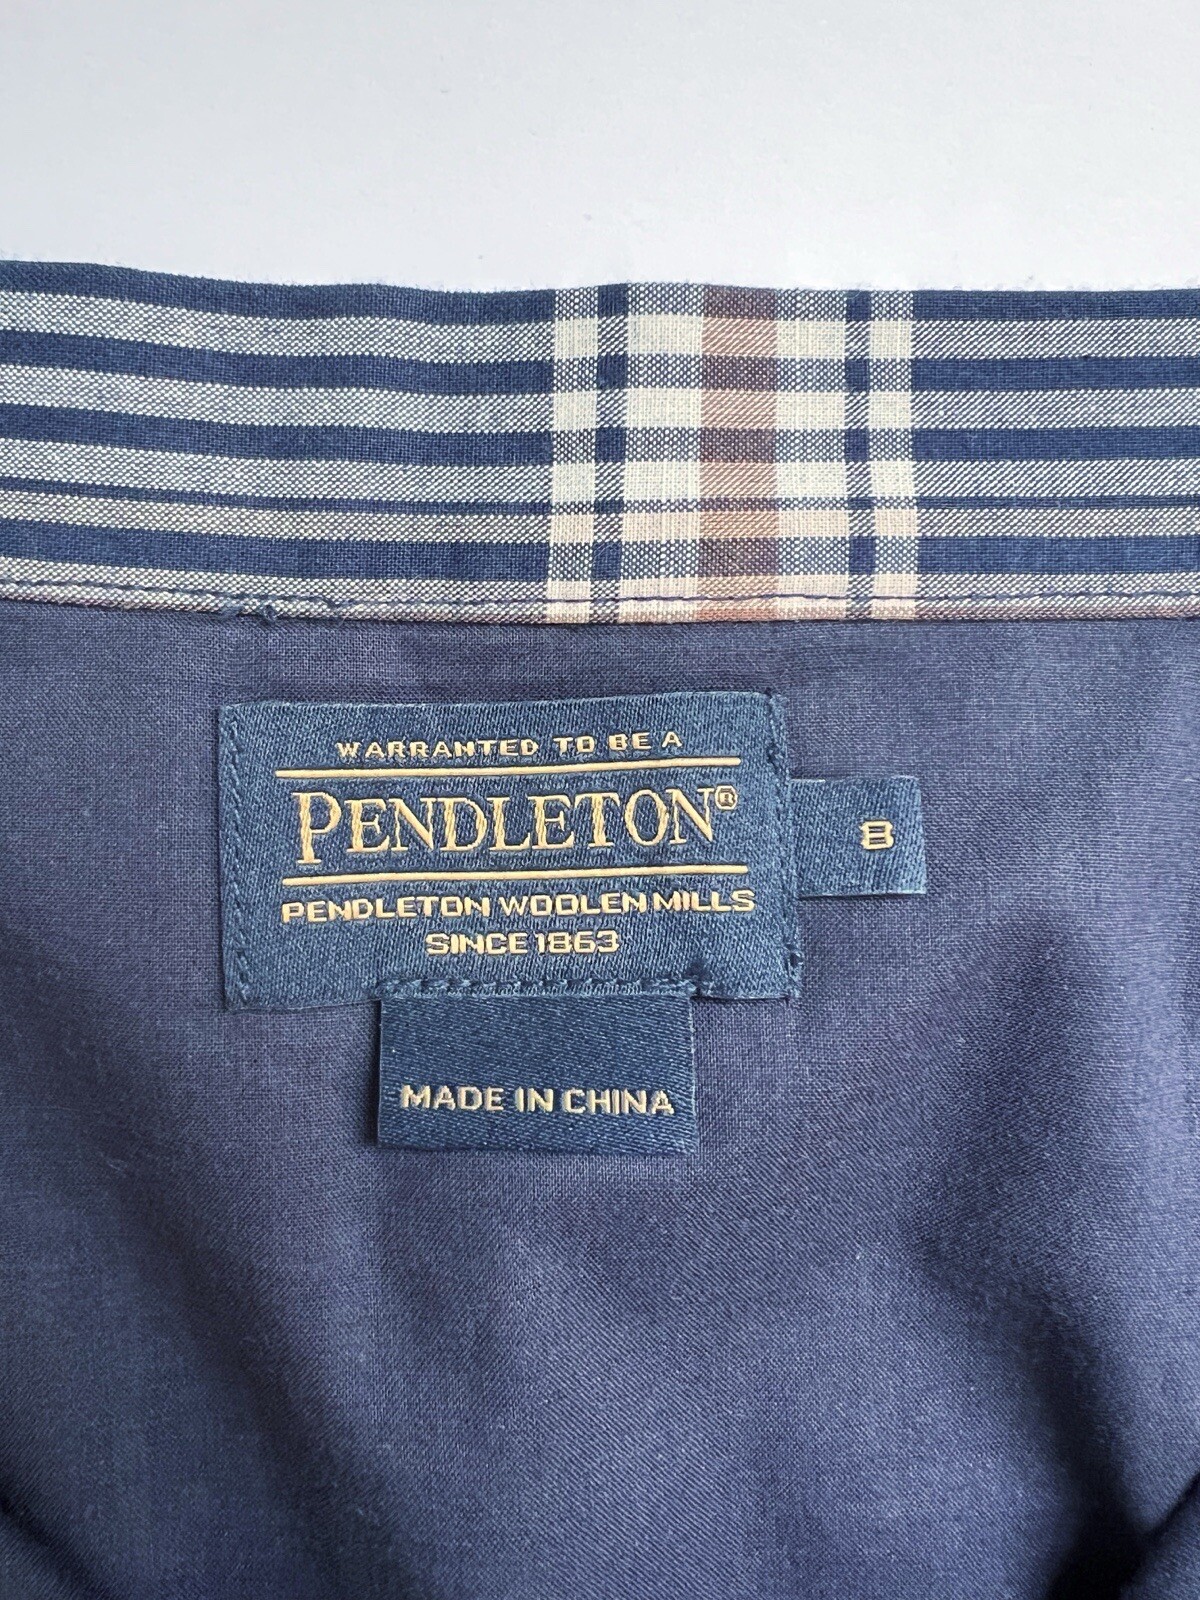 WARRANTED TO BE A
PENDLETON®
PENDLETON WOOLEN MILLS
SINCE 1863
8
MADE IN CHINA